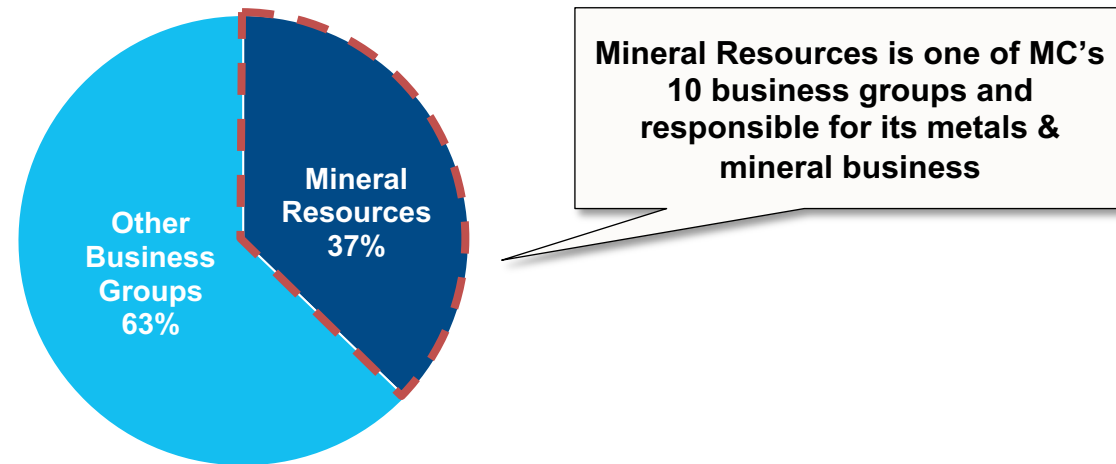 Mineral Resources is one of MC’s
10 business groups and
responsible for its metals &
mineral business
Mineral
Resources
37%
Other
Business
Groups
63%